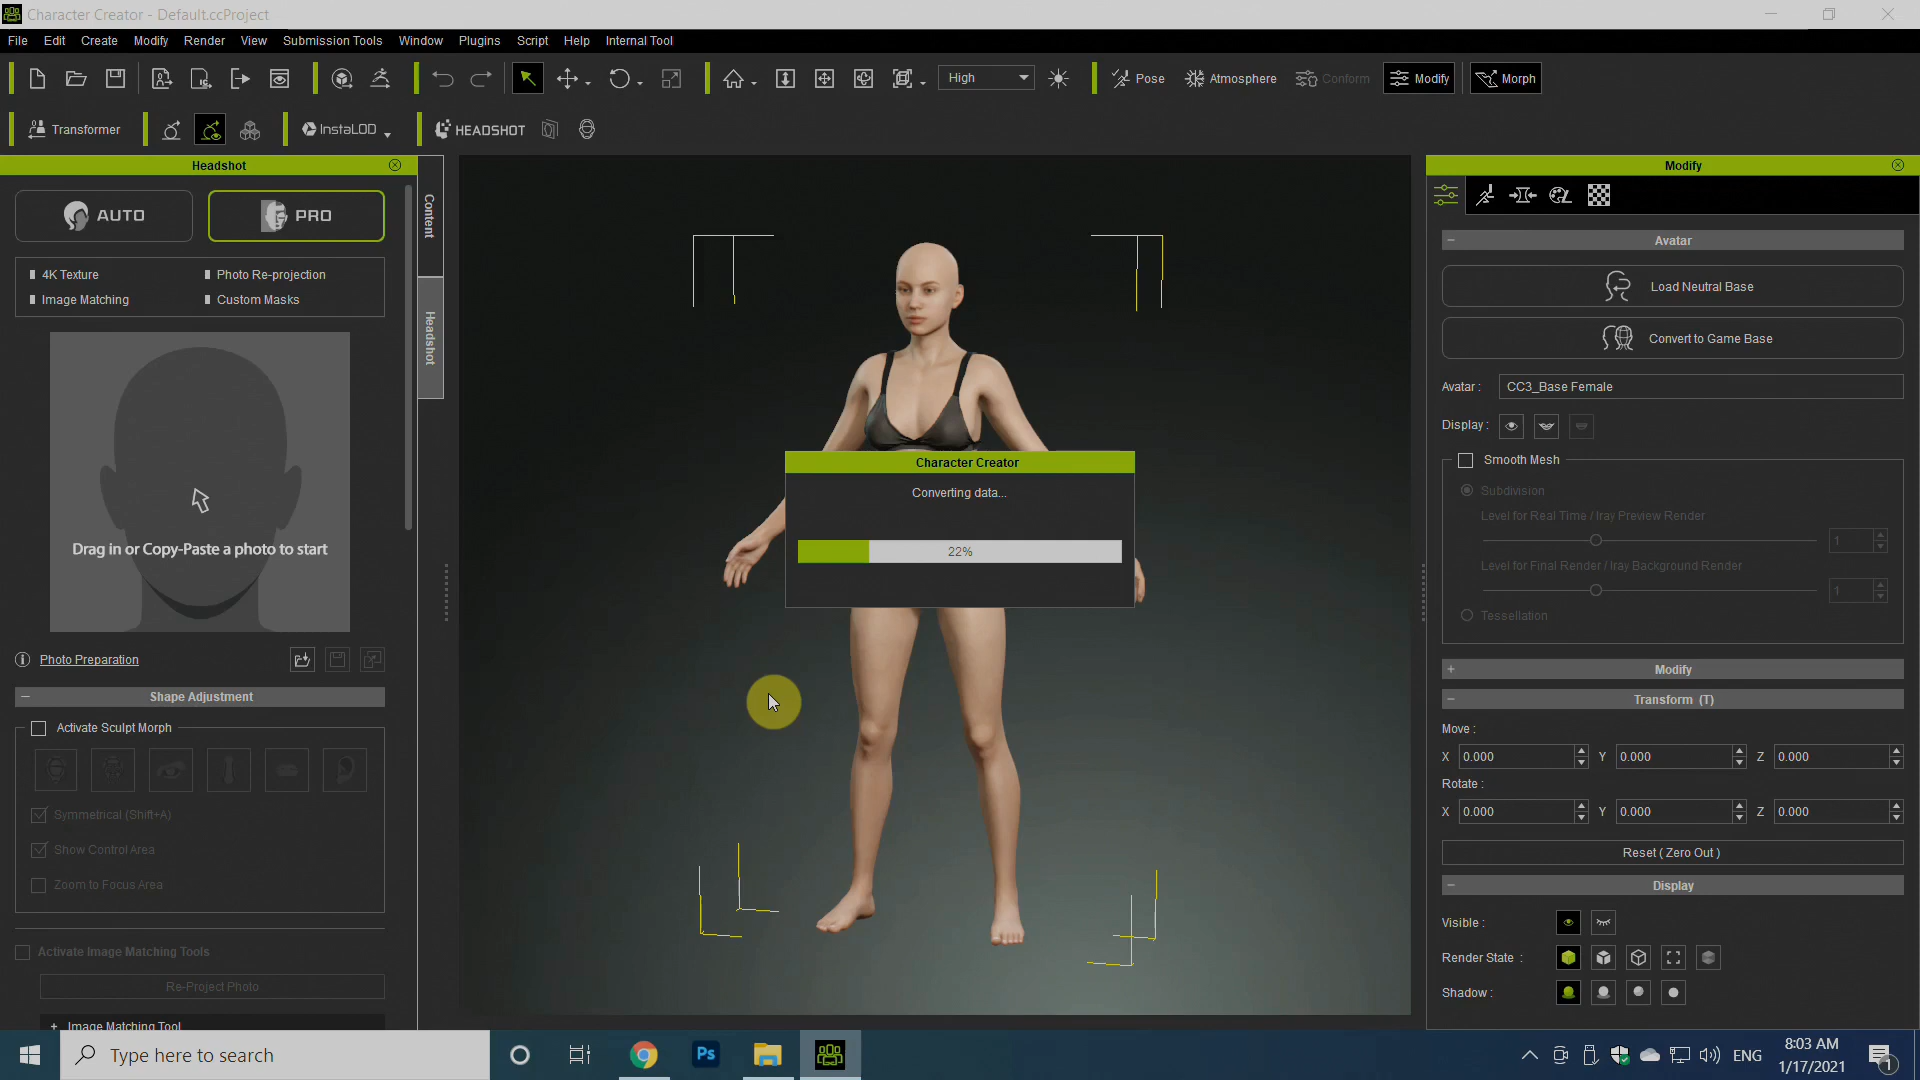 Character Creator - Default.ccProject
File Edit Create Modify Render View Submission Tools Window Plugins Script Help Internal Tool
High Pose Atmosphere Conform Modify Morph
Transformer InstaLOD HEADSHOT
Headshot
AUTO PRO
4K Texture Photo Re-projection
Image Matching Custom Masks
Drag in or Copy-Paste a photo to start
Photo Preparation
Shape Adjustment
Activate Sculpt Morph
Symmetrical (Shift+A)
Show Control Area
Zoom to Focus Area
Activate Image Matching Tools
Re-Project Photo
+ Image Matching Tool
Content
Headshot
Character Creator
Converting data...
22%
Modify
Avatar
Load Neutral Base
Convert to Game Base
Avatar : CC3_Base Female
Display :
Smooth Mesh
Subdivision
Level for Real Time / Iray Preview Render
1
Level for Final Render / Iray Background Render
1
Tessellation
Modify
Transform (T)
Move :
X 0.000 Y 0.000 Z 0.000
Rotate :
X 0.000 Y 0.000 Z 0.000
Reset ( Zero Out )
Display
Visible :
Render State :
Shadow :
Type here to search
Ps
ENG
8:03 AM
1/17/2021
1